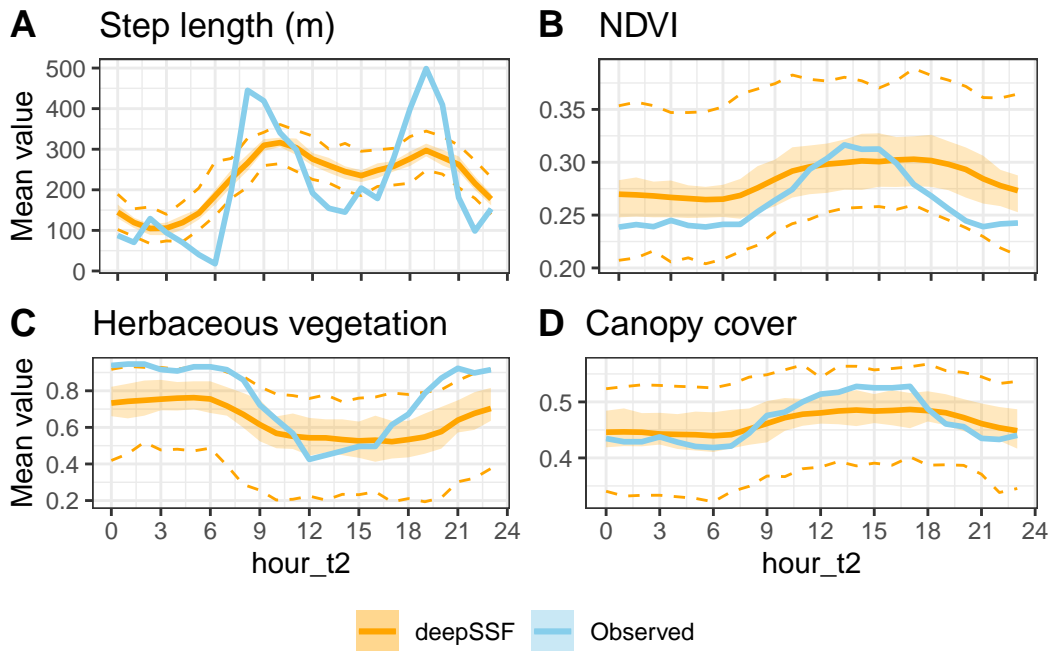 A Step length (m)
B NDVI
Mean value
500
400
300
200
100
0
0.35
0.30
0.25
0.20
C Herbaceous vegetation
D Canopy cover
Mean value
0.8
0.6
0.4
0.2
0.5
0.4
0 3 6 9 12 15 18 21 24
0 3 6 9 12 15 18 21 24
hour_t2
hour_t2
deepSSF
Observed